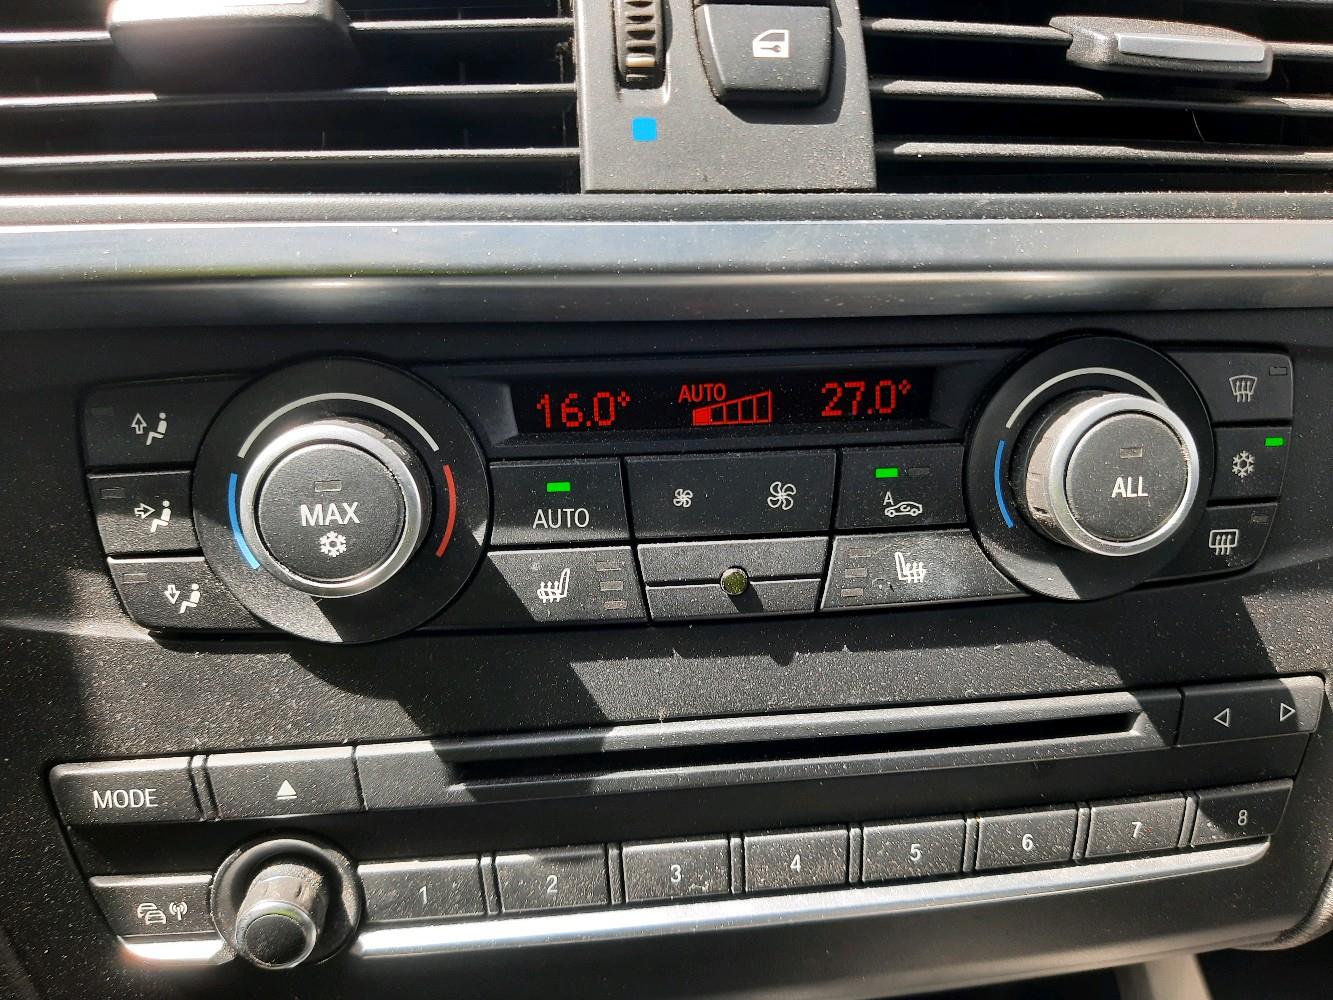 16.0° AUTO 27.0°
MAX
AUTO
A
ALL
MODE
1 2 3 4 5 6 7 8